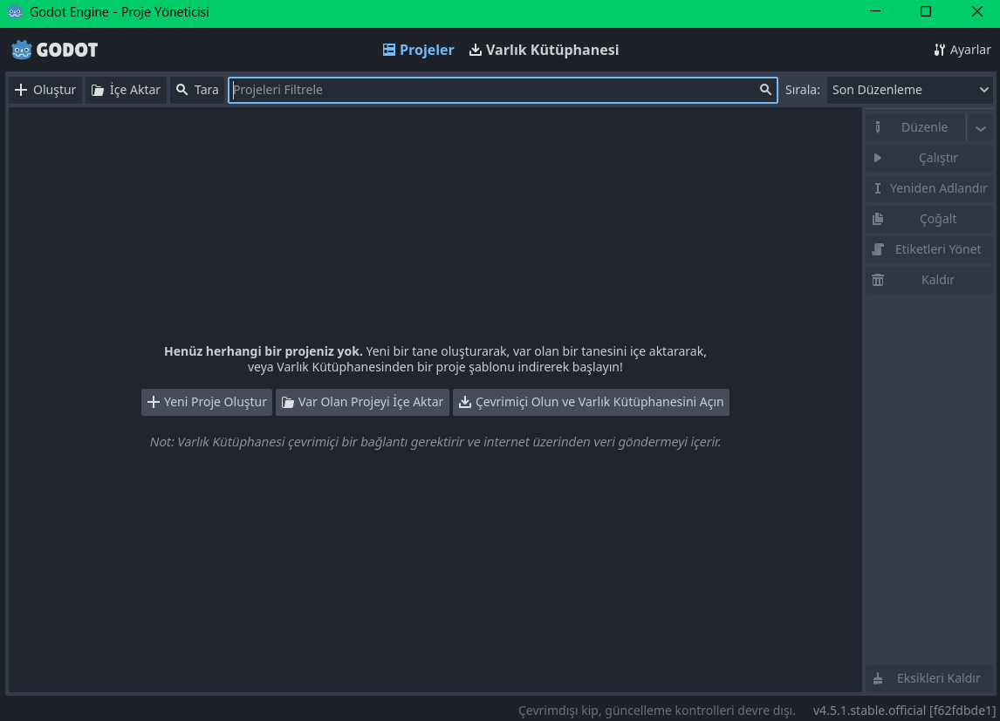 Godot Engine - Proje Yöneticisi
GODOT
Projeler
Varlık Kütüphanesi
Ayarlar
Oluştur
İçe Aktar
Tara
Projeleri Filtrele
Sırala:
Son Düzenleme
Düzenle
Çalıştır
Yeniden Adlandır
Çoğalt
Etiketleri Yönet
Kaldır
Henüz herhangi bir projeniz yok. Yeni bir tane oluşturarak, var olan bir tanesini içe aktararak,
veya Varlık Kütüphanesinden bir proje şablonu indirerek başlayın!
Yeni Proje Oluştur
Var Olan Projeyi İçe Aktar
Çevrimiçi Olun ve Varlık Kütüphanesini Açın
Not: Varlık Kütüphanesi çevrimiçi bir bağlantı gerektirir ve internet üzerinden veri göndermeyi içerir.
Eksikleri Kaldır
Çevrimdışı kip, güncelleme kontrolleri devre dışı.
v4.5.1.stable.official [f62fdbde1]